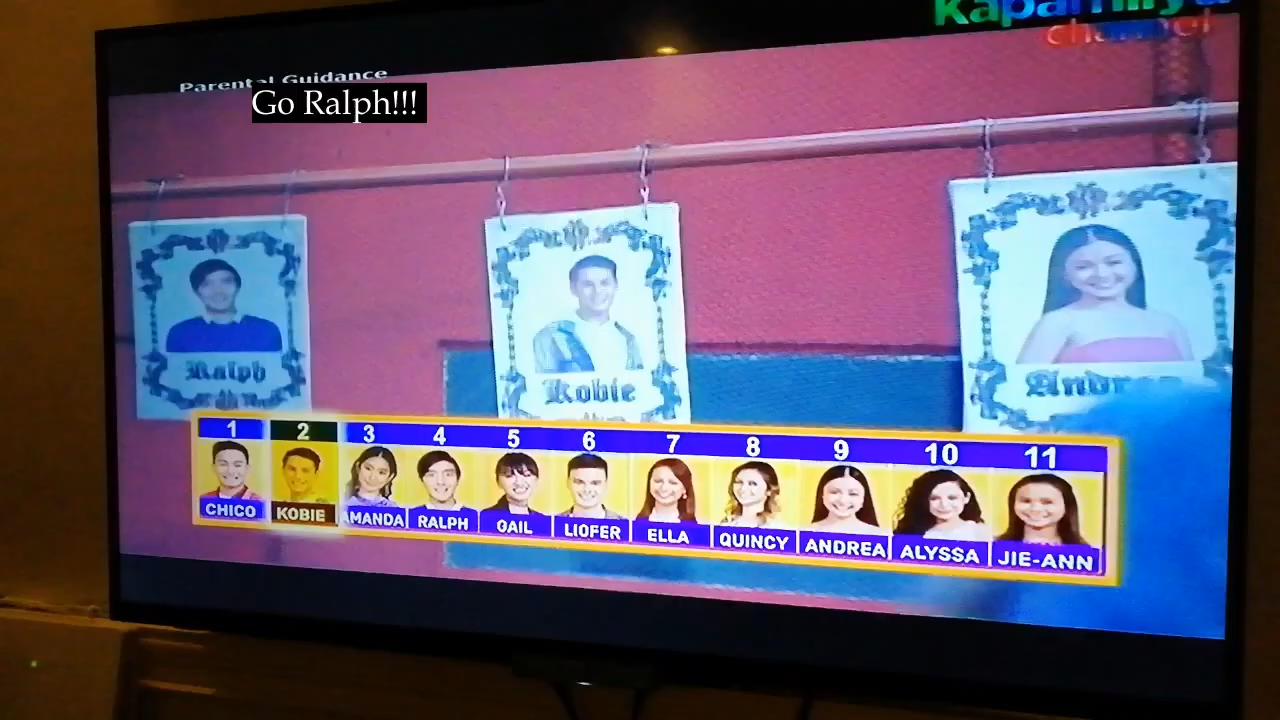 Kapamilya
channel
Parental Guidance
Go Ralph!!!
Ralph
Kobie
1 2 3 4 5 6 7 8 9 10 11
CHICO KOBIE AMANDA RALPH GAIL LIOFER ELLA QUINCY ANDREA ALYSSA JIE-ANN